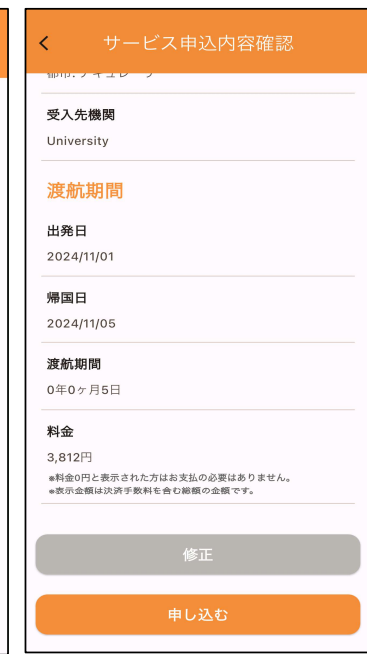 サービス申込内容確認
受入先機関
University
渡航期間
出発日
2024/11/01
帰国日
2024/11/05
渡航期間
0年0ヶ月5日
料金
3,812円
※料金0円と表示された方はお支払の必要はありません。
※表示金額は決済手数料を含む総額の金額です。
修正
申し込む